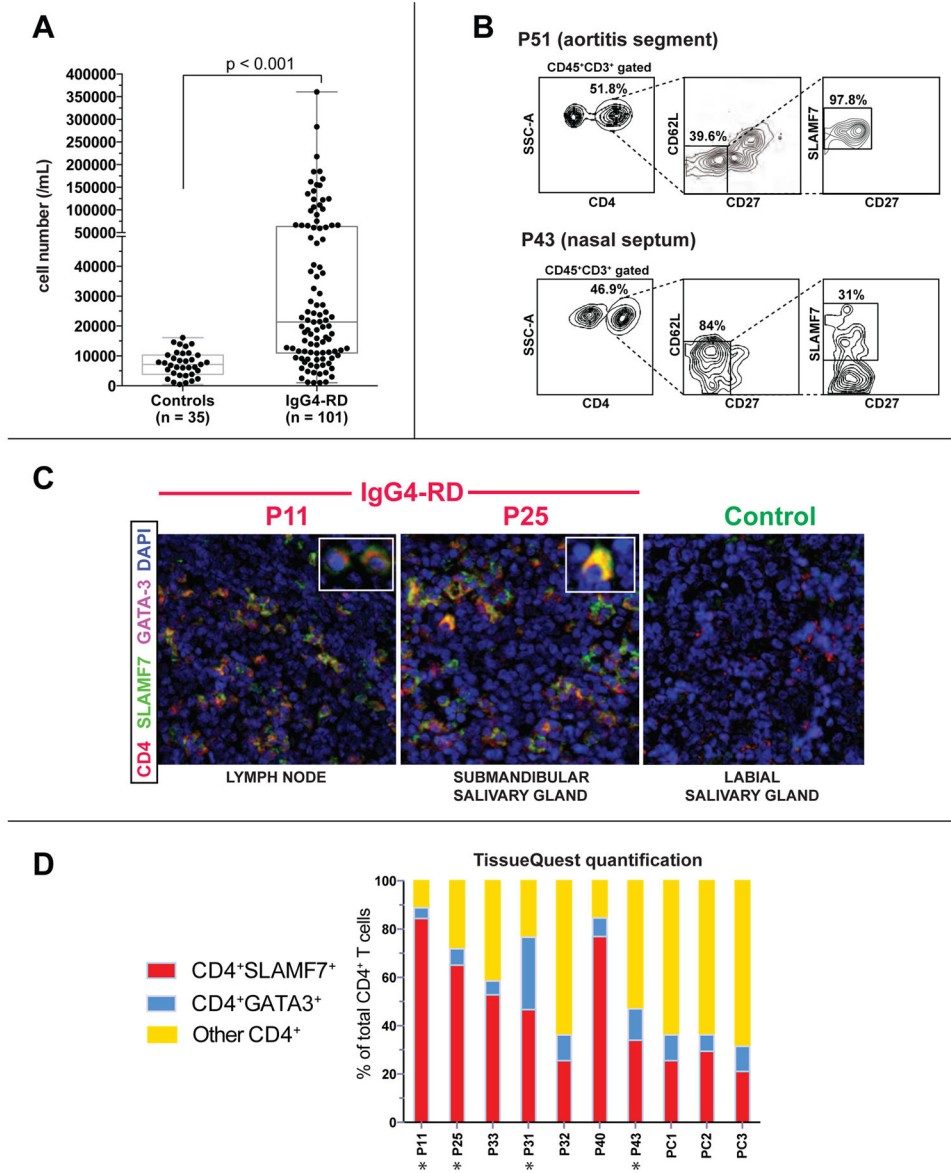 A
p < 0.001
cell number (/mL)
400000
350000
300000
250000
200000
150000
100000
50000
50000
40000
30000
20000
10000
0
Controls
(n = 35)
IgG4-RD
(n = 101)
B
P51 (aortitis segment)
CD45⁺CD3⁺ gated
51.8%
SSC-A
CD4
39.6%
CD62L
CD27
97.8%
SLAMF7
CD27
P43 (nasal septum)
CD45⁺CD3⁺ gated
46.9%
SSC-A
CD4
84%
CD62L
CD27
31%
SLAMF7
CD27
C
IgG4-RD
P11
P25
Control
CD4 SLAMF7 GATA-3 DAPI
LYMPH NODE
SUBMANDIBULAR
SALIVARY GLAND
LABIAL
SALIVARY GLAND
D
TissueQuest quantification
CD4⁺SLAMF7⁺
CD4⁺GATA3⁺
Other CD4⁺
% of total CD4⁺ T cells
100
80
60
40
20
0
* P11
* P25
P33
* P31
P32
P40
* P43
PC1
PC2
PC3